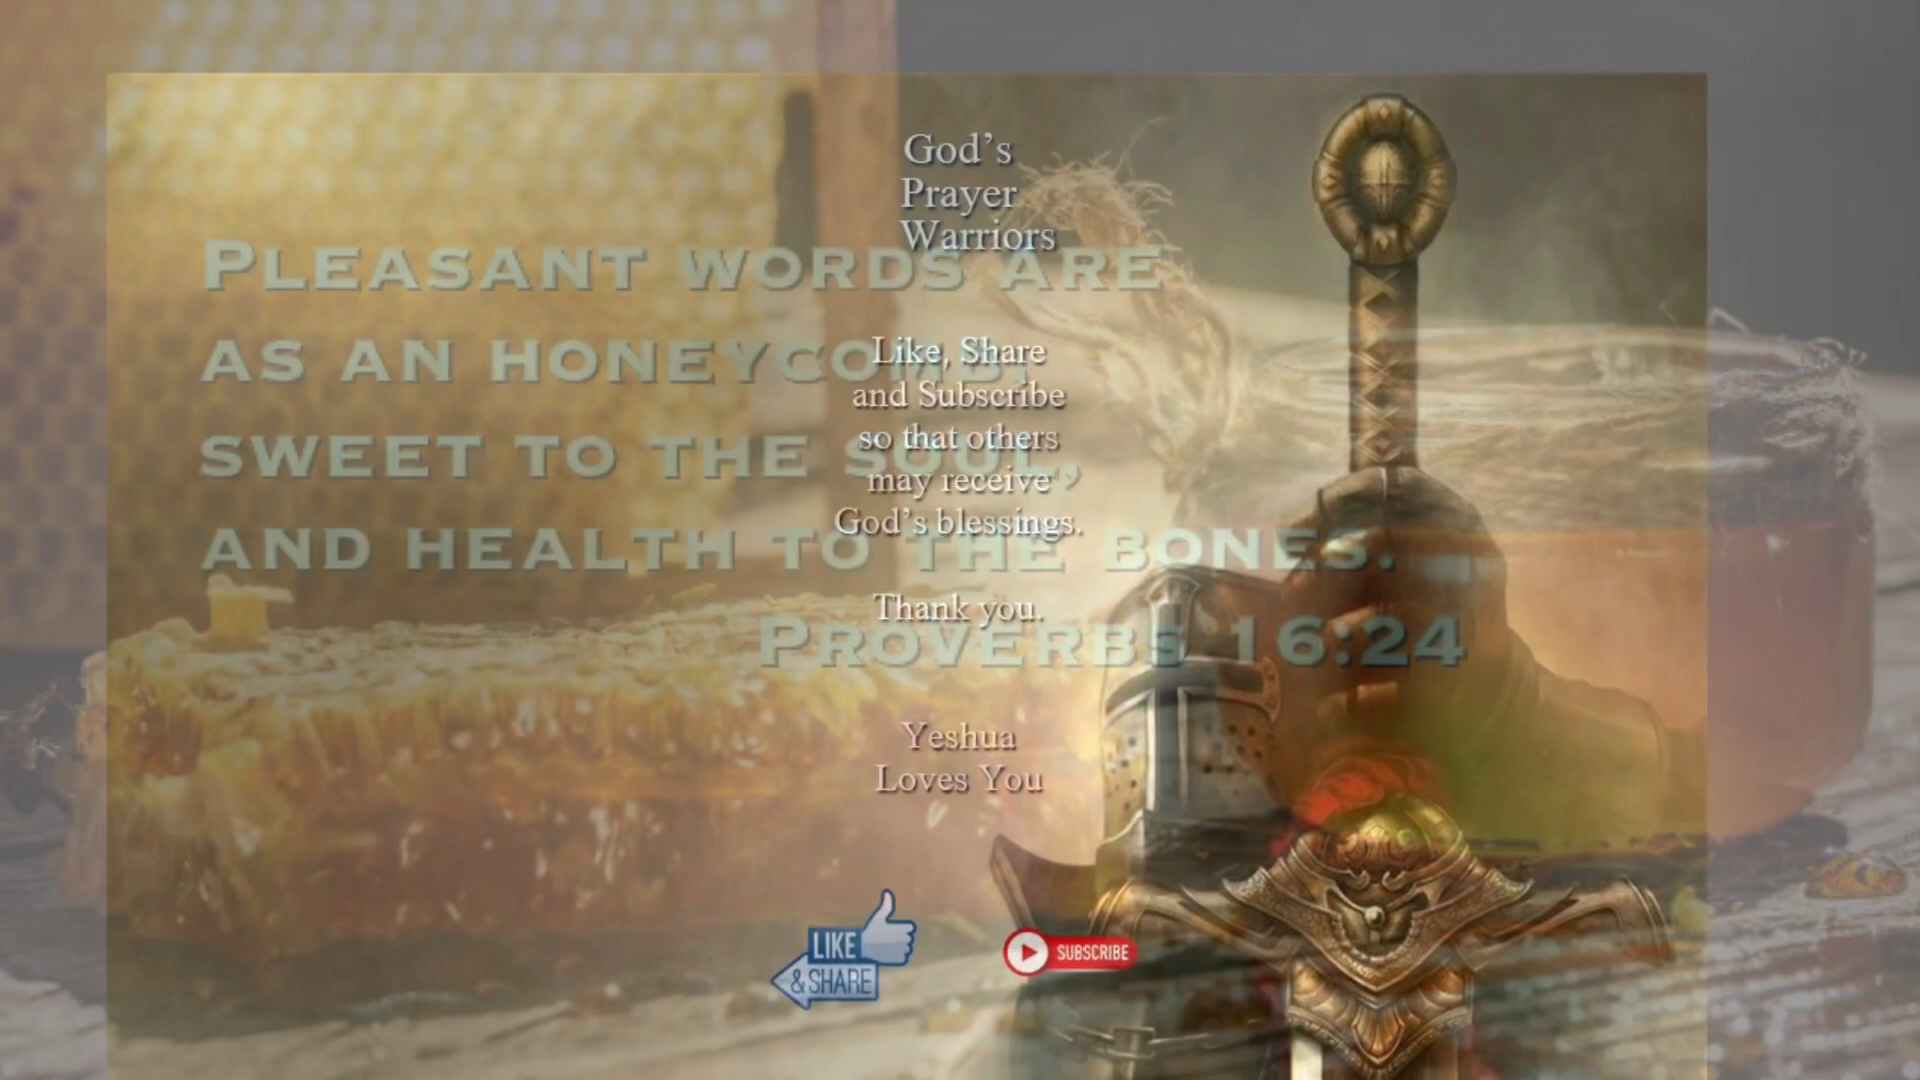 God's
Prayer
Warriors
PLEASANT WORDS ARE
AS AN HONEYCOMB,
SWEET TO THE SOUL,
AND HEALTH TO THE BONES.
PROVERBS 16:24
Like, Share
and Subscribe
so that others
may receive
God's blessings.
Thank you.
Yeshua
Loves You
LIKE
& SHARE
SUBSCRIBE